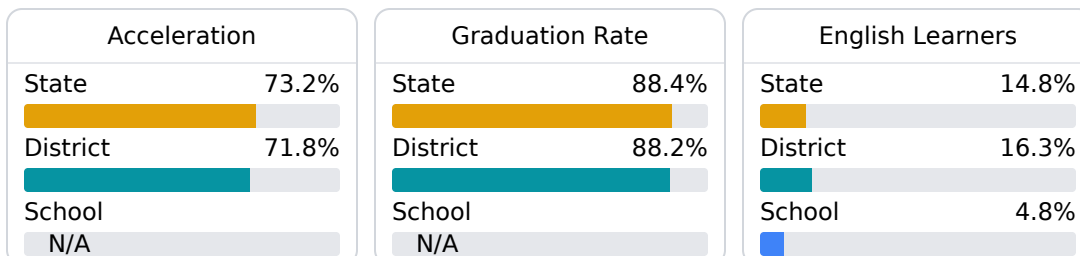 Acceleration
State 73.2%
District 71.8%
School
N/A
Graduation Rate
State 88.4%
District 88.2%
School
N/A
English Learners
State 14.8%
District 16.3%
School 4.8%